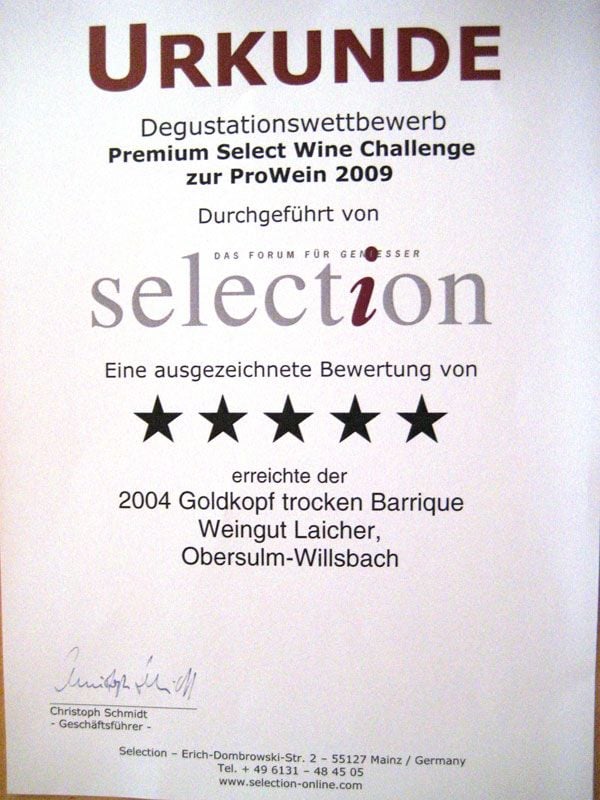 URKUNDE
Degustationswettbewerb
Premium Select Wine Challenge
zur ProWein 2009
Durchgeführt von
DAS FORUM FÜR GENIESSER
selection
Eine ausgezeichnete Bewertung von
★ ★ ★ ★ ★
erreichte der
2004 Goldkopf trocken Barrique
Weingut Laicher,
Obersulm-Willsbach
Christoph Schmidt
Christoph Schmidt
- Geschäftsführer -
Selection – Erich-Dombrowski-Str. 2 – 55127 Mainz / Germany
Tel. + 49 6131 – 48 45 05
www.selection-online.com